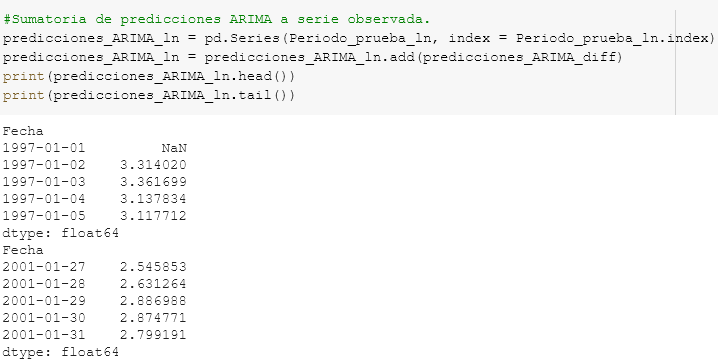 #Sumatoria de predicciones ARIMA a serie observada.
predicciones_ARIMA_ln = pd.Series(Periodo_prueba_ln, index = Periodo_prueba_ln.index)
predicciones_ARIMA_ln = predicciones_ARIMA_ln.add(predicciones_ARIMA_diff)
print(predicciones_ARIMA_ln.head())
print(predicciones_ARIMA_ln.tail())
Fecha
1997-01-01         NaN
1997-01-02    3.314020
1997-01-03    3.361699
1997-01-04    3.137834
1997-01-05    3.117712
dtype: float64
Fecha
2001-01-27    2.545853
2001-01-28    2.631264
2001-01-29    2.886988
2001-01-30    2.874771
2001-01-31    2.799191
dtype: float64